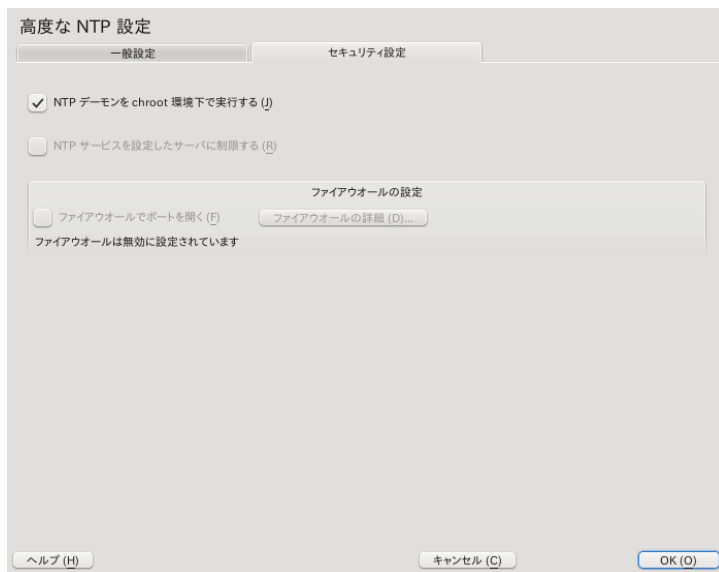 高度な NTP 設定
一般設定
セキュリティ設定
NTP デーモンを chroot 環境下で実行する (J)
NTP サービスを設定したサーバに制限する (R)
ファイアウオールの設定
ファイアウオールでポートを開く (F)
ファイアウオールの詳細 (D)...
ファイアウオールは無効に設定されています
ヘルプ (H)
キャンセル (C)
OK (O)